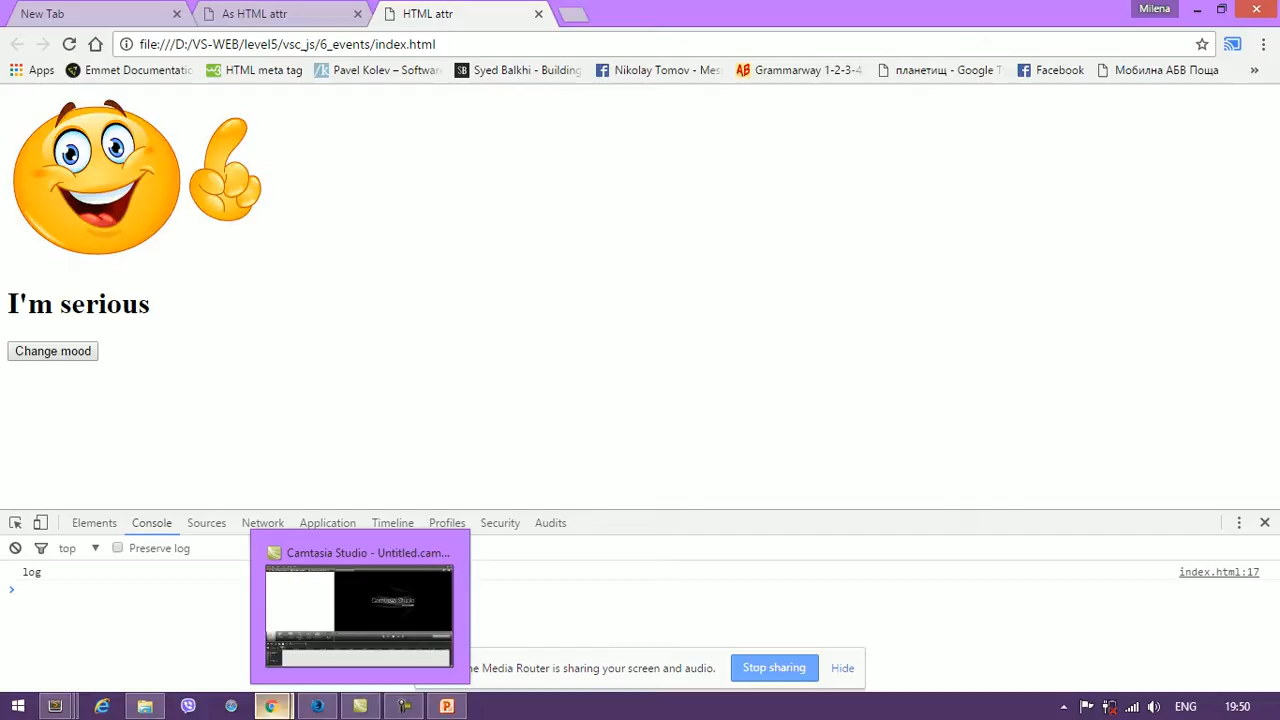 New Tab
As HTML attr
HTML attr
Milena
file:///D:/VS-WEB/level5/vsc_js/6_events/index.html
Apps
Emmet Documentatic
HTML meta tag
Pavel Kolev – Softwar
Syed Balkhi - Building
Nikolay Tomov - Mes
Grammarway 1-2-3-4
планетищ - Google T
Facebook
Мобилна АБВ Поща
»
I'm serious
Change mood
Elements
Console
Sources
Network
Application
Timeline
Profiles
Security
Audits
top
Preserve log
log
index.html:17
Camtasia Studio - Untitled.cam...
Camtasia Studio
e Media Router is sharing your screen and audio.
Stop sharing
Hide
ENG
19:50